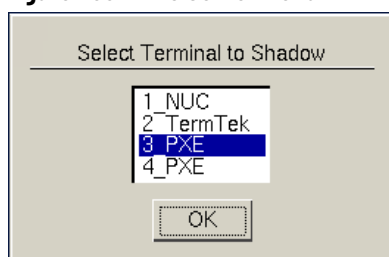 Select Terminal to Shadow
1_NUC
2_TermTek
3_PXE
4_PXE
OK